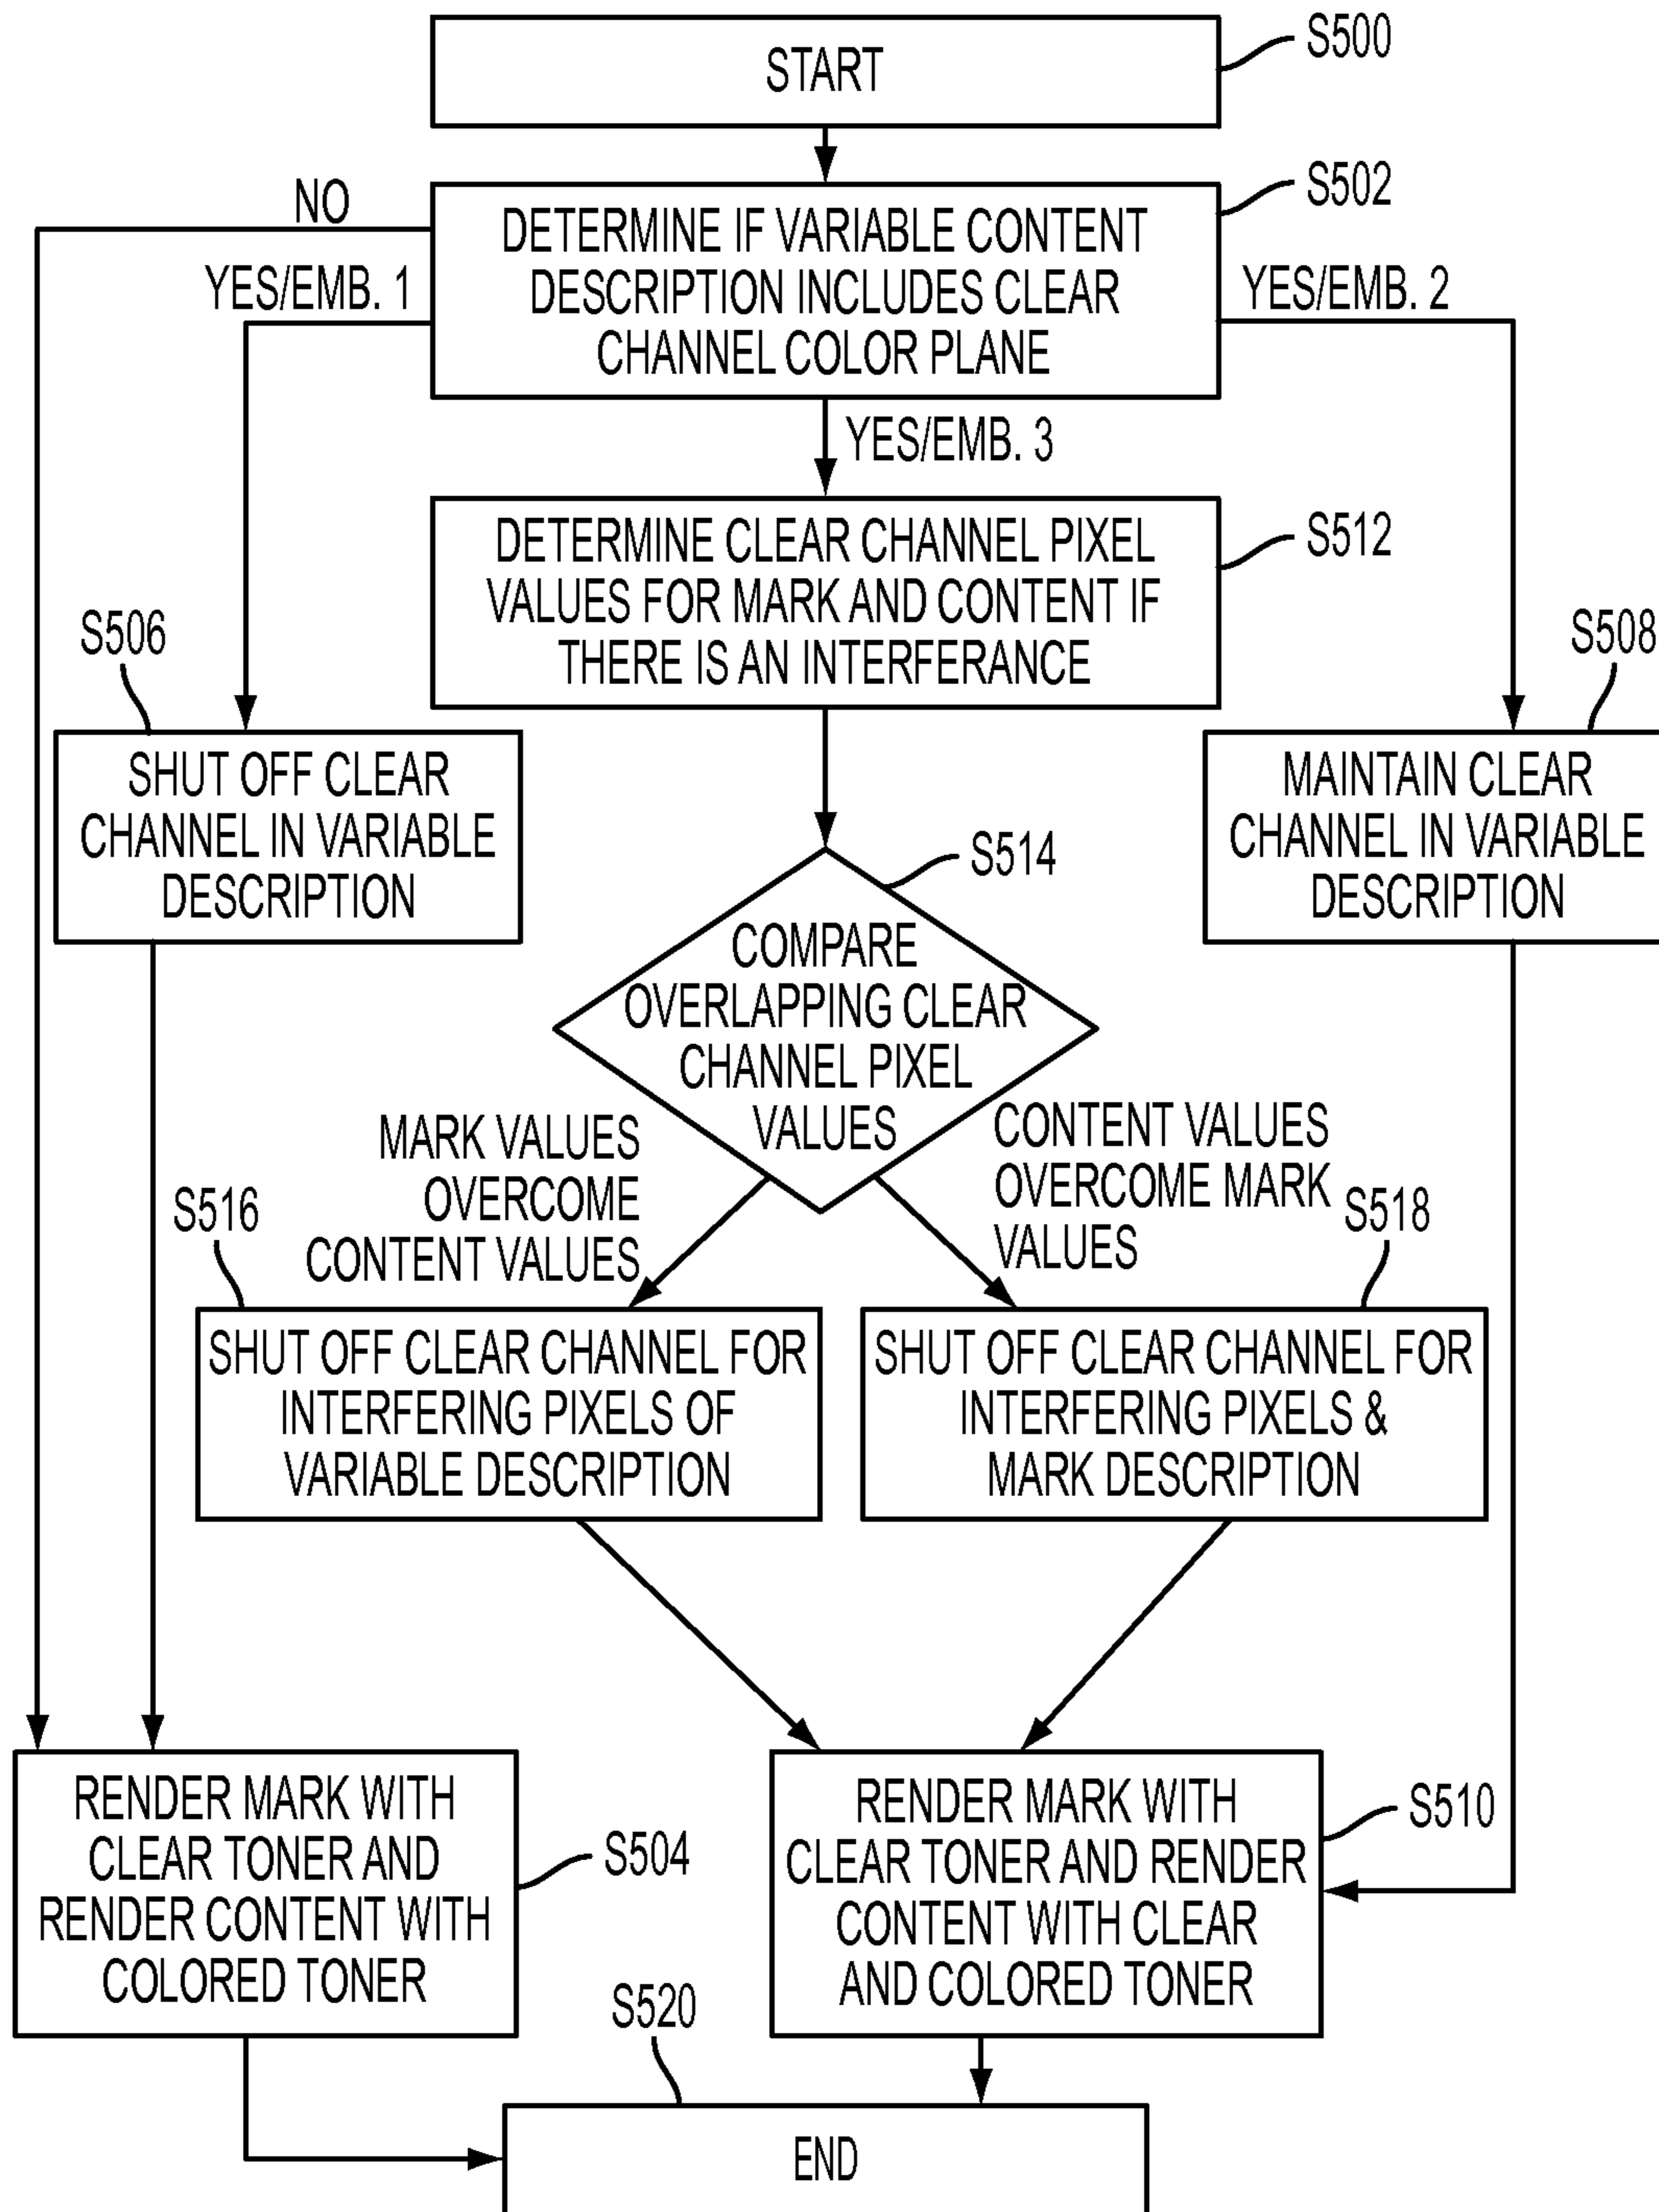 START
S500
DETERMINE IF VARIABLE CONTENT
DESCRIPTION INCLUDES CLEAR
CHANNEL COLOR PLANE
S502
NO
YES/EMB. 1
YES/EMB. 2
YES/EMB. 3
DETERMINE CLEAR CHANNEL PIXEL
VALUES FOR MARK AND CONTENT IF
THERE IS AN INTERFERANCE
S512
S506
SHUT OFF CLEAR
CHANNEL IN VARIABLE
DESCRIPTION
S508
MAINTAIN CLEAR
CHANNEL IN VARIABLE
DESCRIPTION
S514
COMPARE
OVERLAPPING CLEAR
CHANNEL PIXEL
VALUES
MARK VALUES
OVERCOME
CONTENT VALUES
CONTENT VALUES
OVERCOME MARK
VALUES
S516
SHUT OFF CLEAR CHANNEL FOR
INTERFERING PIXELS OF
VARIABLE DESCRIPTION
S518
SHUT OFF CLEAR CHANNEL FOR
INTERFERING PIXELS &
MARK DESCRIPTION
RENDER MARK WITH
CLEAR TONER AND
RENDER CONTENT WITH
COLORED TONER
S504
RENDER MARK WITH
CLEAR TONER AND RENDER
CONTENT WITH CLEAR
AND COLORED TONER
S510
S520
END